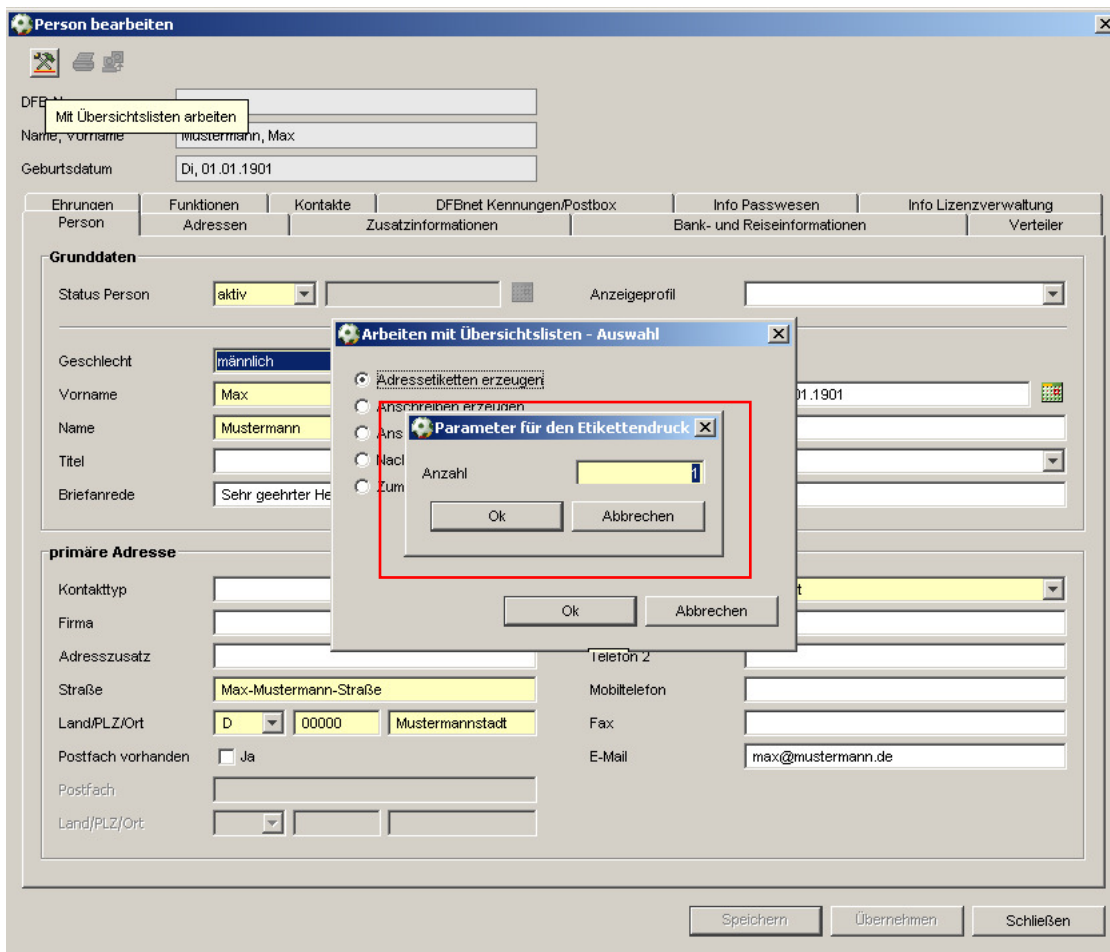 Person bearbeiten
DFB-N
Mit Übersichtslisten arbeiten
Name, Vorname Mustermann, Max
Geburtsdatum Di, 01.01.1901
Ehrungen Funktionen Kontakte DFBnet Kennungen/Postbox Info Passwesen Info Lizenzverwaltung
Person Adressen Zusatzinformationen Bank- und Reiseinformationen Verteiler
Grunddaten
Status Person aktiv Anzeigeprofil
Arbeiten mit Übersichtslisten - Auswahl
Geschlecht männlich
Adressetiketten erzeugen
Vorname Max 01.1901
Anschreiben erzeugen
Name Mustermann
Ans Parameter für den Etikettendruck
Titel
Nacl
Anzahl 1
Briefanrede Sehr geehrter He
Zum
Ok Abbrechen
primäre Adresse
Kontakttyp t
Firma
Ok Abbrechen
Adresszusatz Telefon 2
Straße Max-Mustermann-Straße Mobiltelefon
Land/PLZ/Ort D 00000 Mustermannstadt Fax
Postfach vorhanden Ja E-Mail max@mustermann.de
Postfach
Land/PLZ/Ort
Speichern Übernehmen Schließen